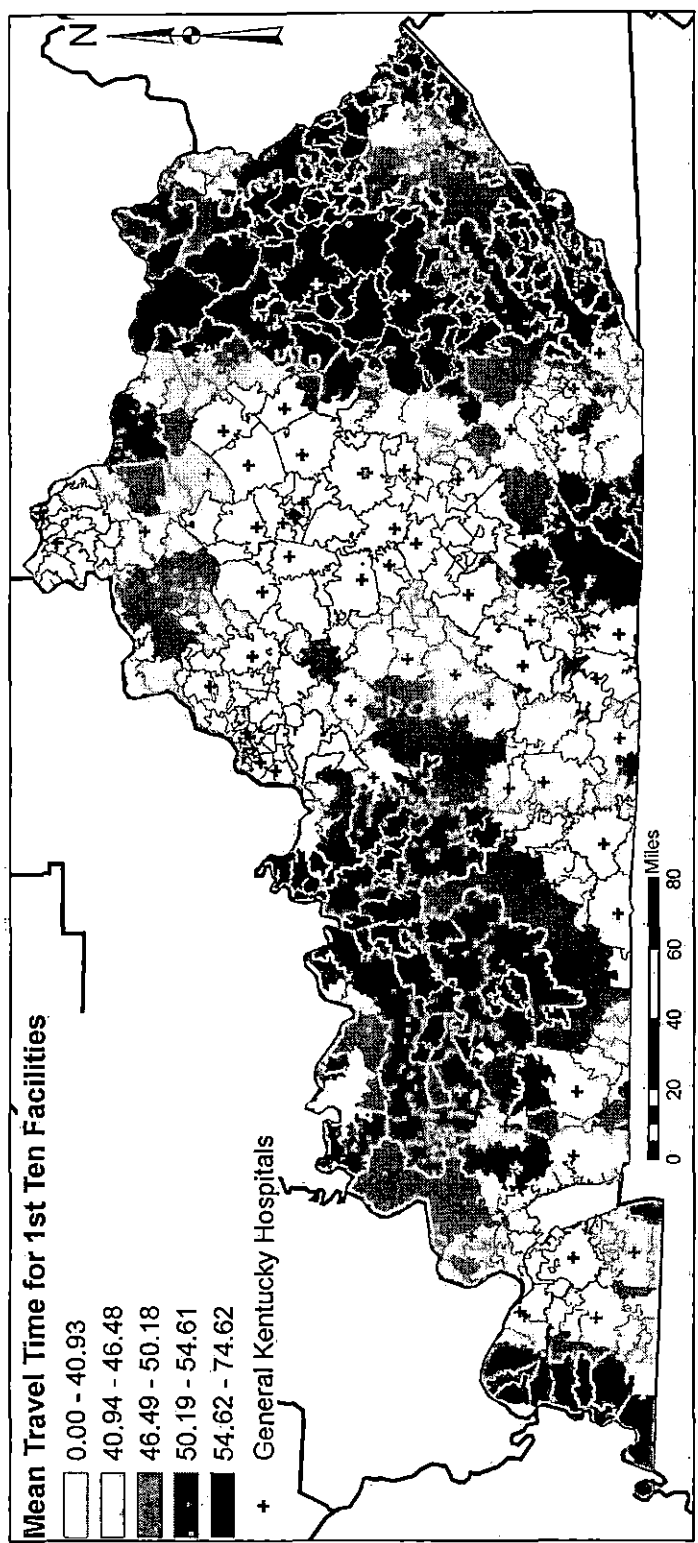 Mean Travel Time for 1st Ten Facilities
0.00 - 40.93
40.94 - 46.48
46.49 - 50.18
50.19 - 54.61
54.62 - 74.62
+ General Kentucky Hospitals
N
0 20 40 60 80
Miles